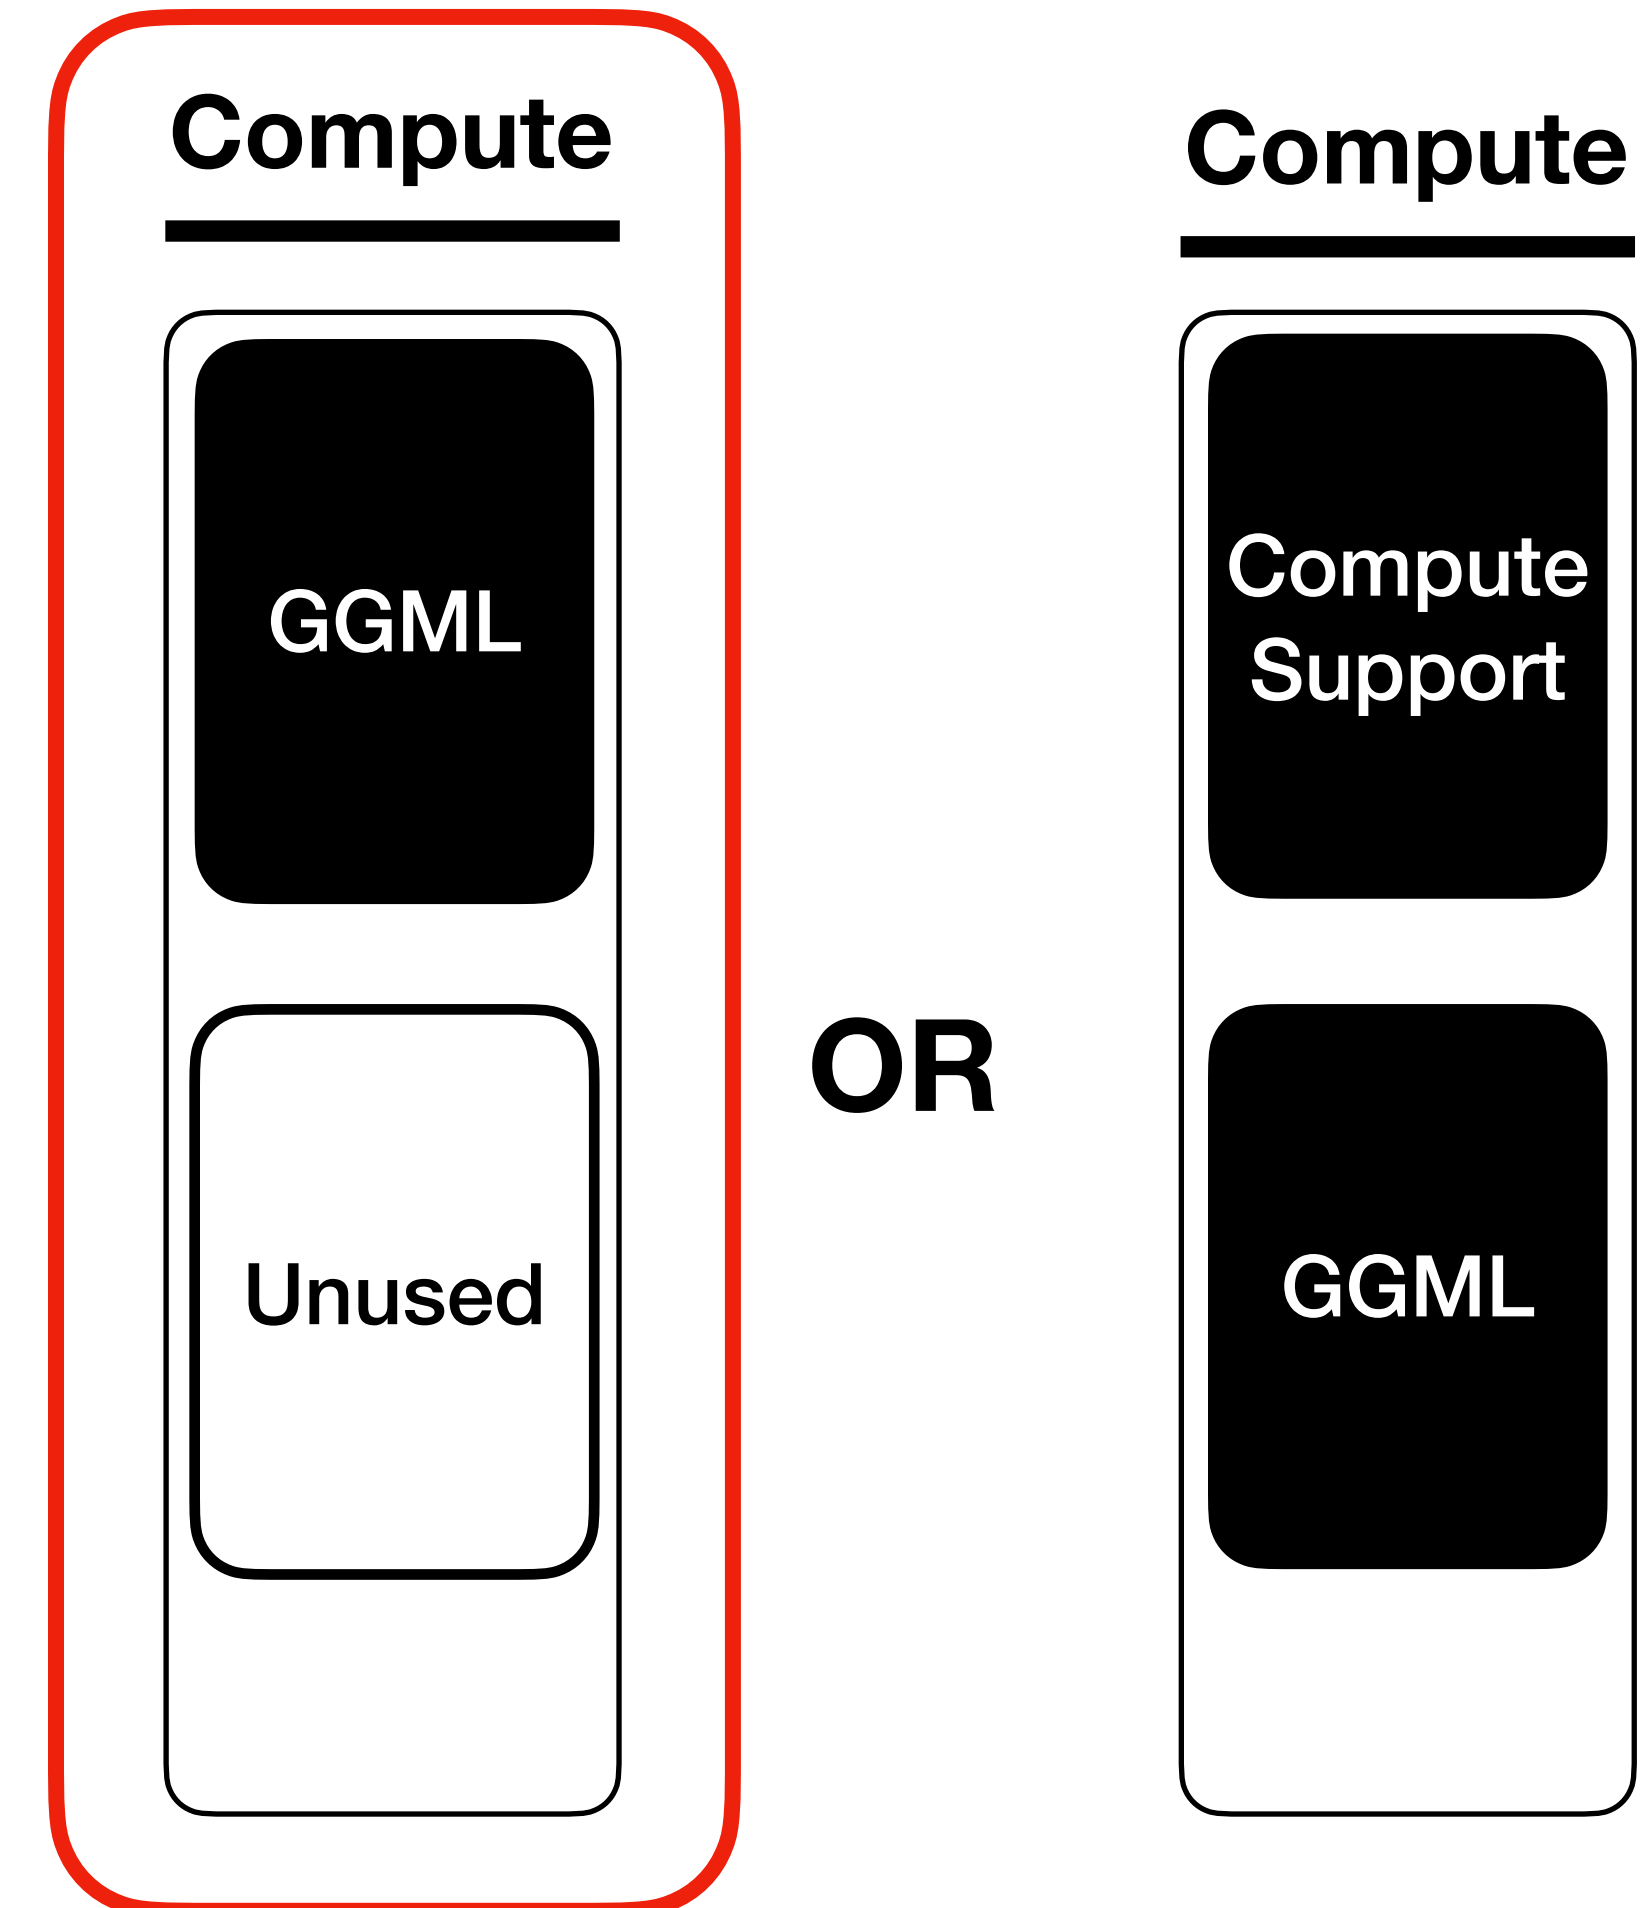 Compute
GGML
Unused
OR
Compute
Compute
Support
GGML